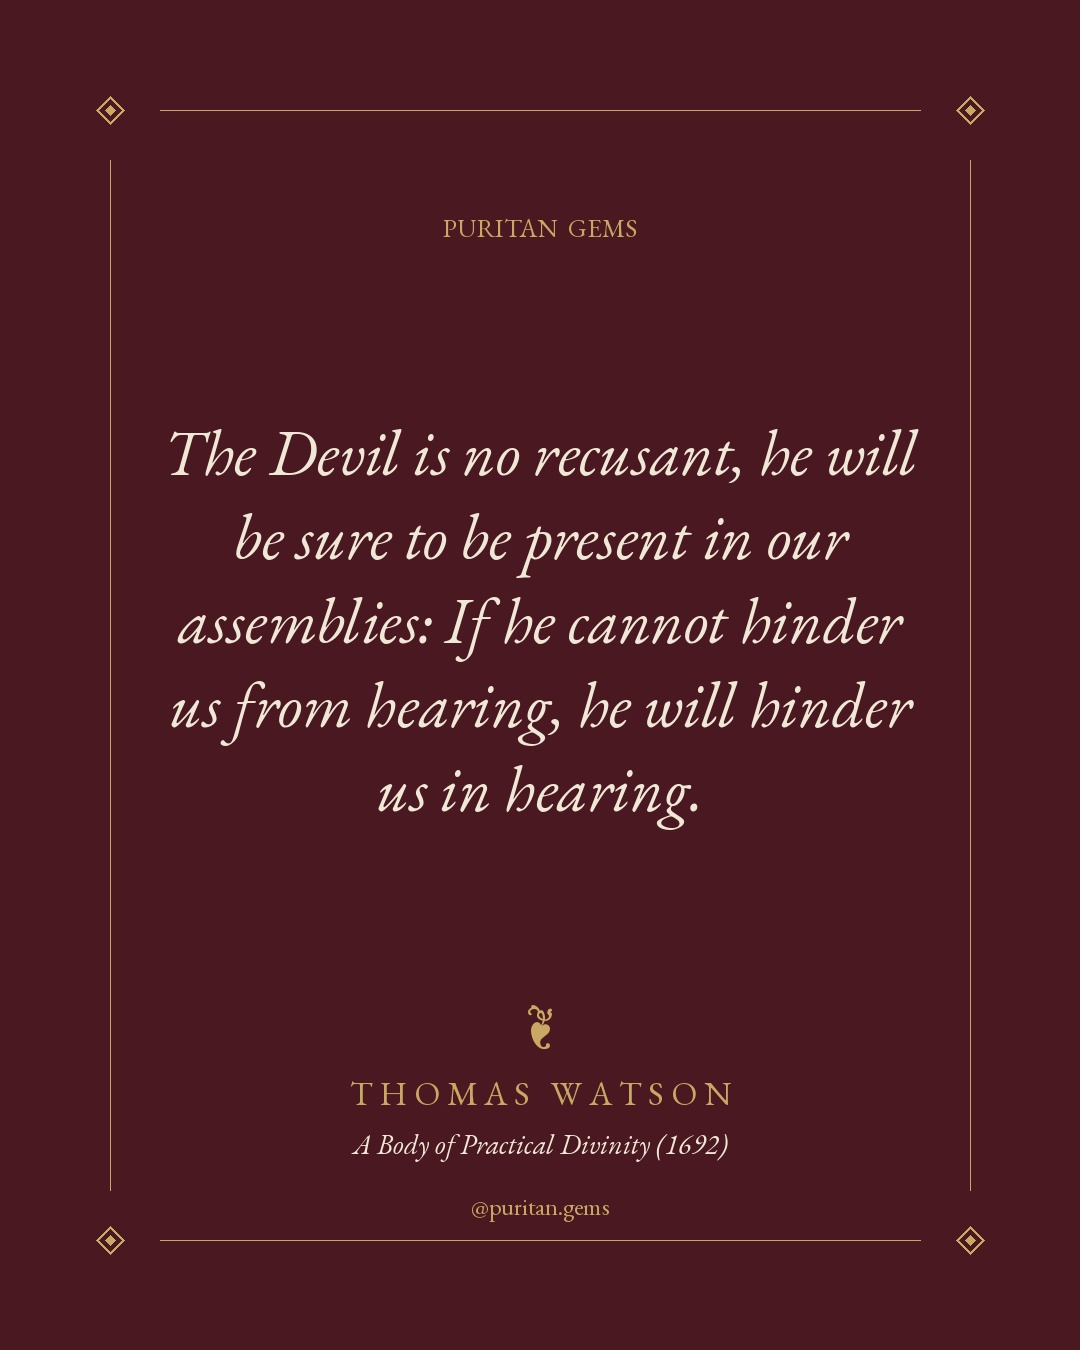 PURITAN GEMS
The Devil is no recusant, he will
be sure to be present in our
assemblies: If he cannot hinder
us from hearing, he will hinder
us in hearing.
THOMAS WATSON
A Body of Practical Divinity (1692)
@puritan.gems